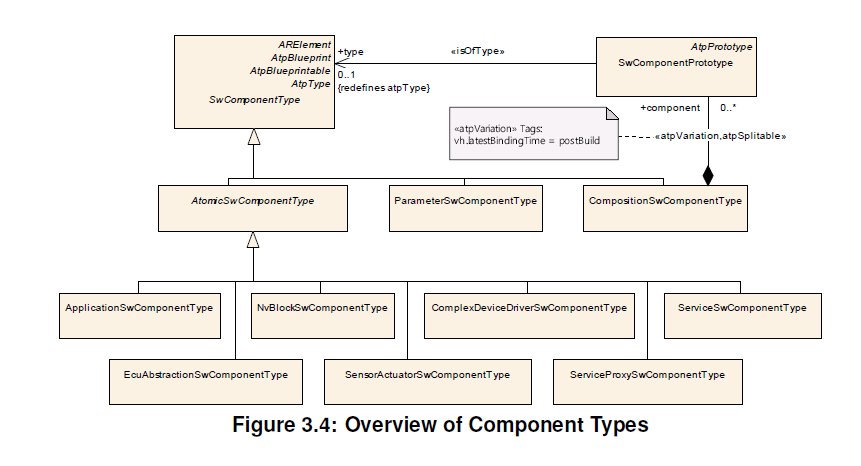 ARElement
AtpBlueprint
AtpBlueprintable
AtpType
SwComponentType
+type
0..1
{redefines atpType}
«isOfType»
AtpPrototype
SwComponentPrototype
+component
0..*
«atpVariation» Tags:
vh.latestBindingTime = postBuild
«atpVariation,atpSplitable»
AtomicSwComponentType
ParameterSwComponentType
CompositionSwComponentType
ApplicationSwComponentType
NvBlockSwComponentType
ComplexDeviceDriverSwComponentType
ServiceSwComponentType
EcuAbstractionSwComponentType
SensorActuatorSwComponentType
ServiceProxySwComponentType
Figure 3.4: Overview of Component Types